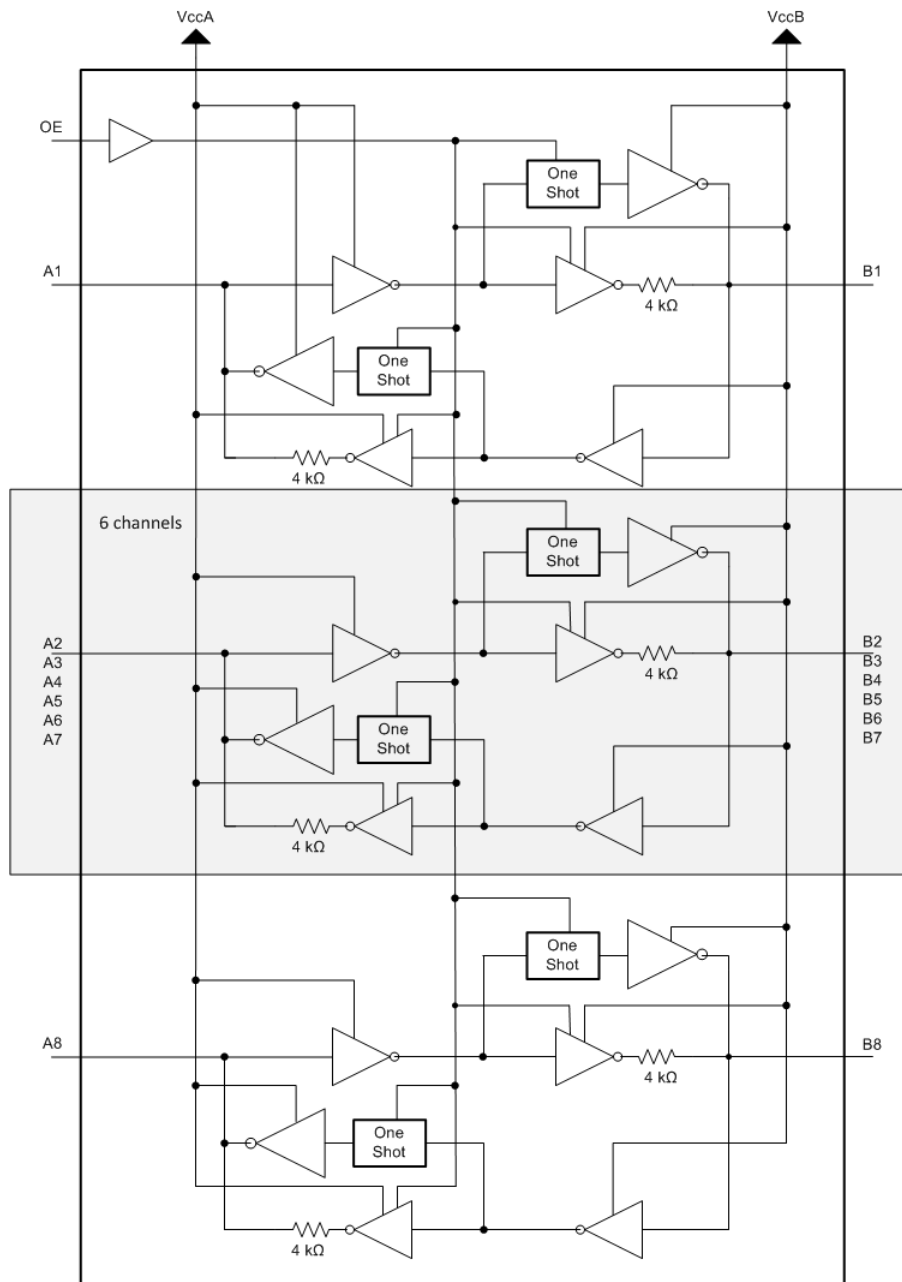 VccA
VccB
OE
One
Shot
A1
4 kΩ
B1
One
Shot
4 kΩ
6 channels
One
Shot
A2
A3
A4
A5
A6
A7
4 kΩ
B2
B3
B4
B5
B6
B7
One
Shot
4 kΩ
One
Shot
A8
4 kΩ
B8
One
Shot
4 kΩ